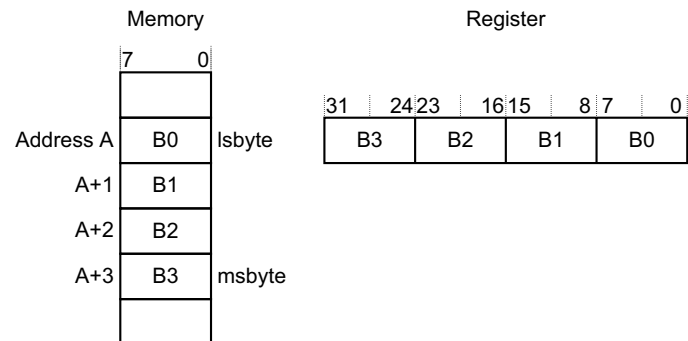 Memory Register
7 0
31 24 23 16 15 8 7 0
Address A B0 lsbyte B3 B2 B1 B0
A+1 B1
A+2 B2
A+3 B3 msbyte